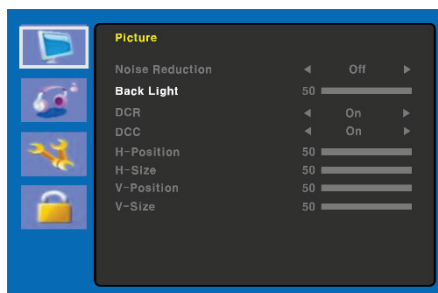 Picture
Noise Reduction ◀ Off ▶
Back Light 50
DCR ◀ On ▶
DCC ◀ On ▶
H-Position 50
H-Size 50
V-Position 50
V-Size 50